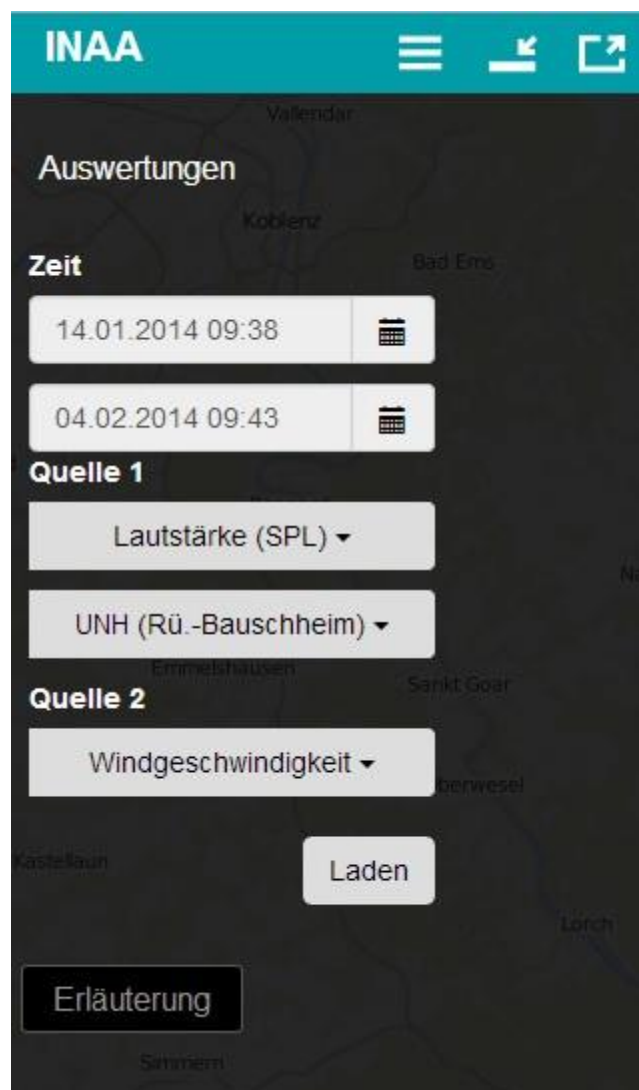 INAA
Vallendar
Auswertungen
Koblenz
Zeit
Bad Ems
14.01.2014 09:38
04.02.2014 09:43
Quelle 1
Lautstärke (SPL)
UNH (Rü.-Bauschheim)
Emmelshausen
Sankt Goar
Quelle 2
Windgeschwindigkeit
berwesel
Kastellaun
Laden
Lorch
Erläuterung
Simmern